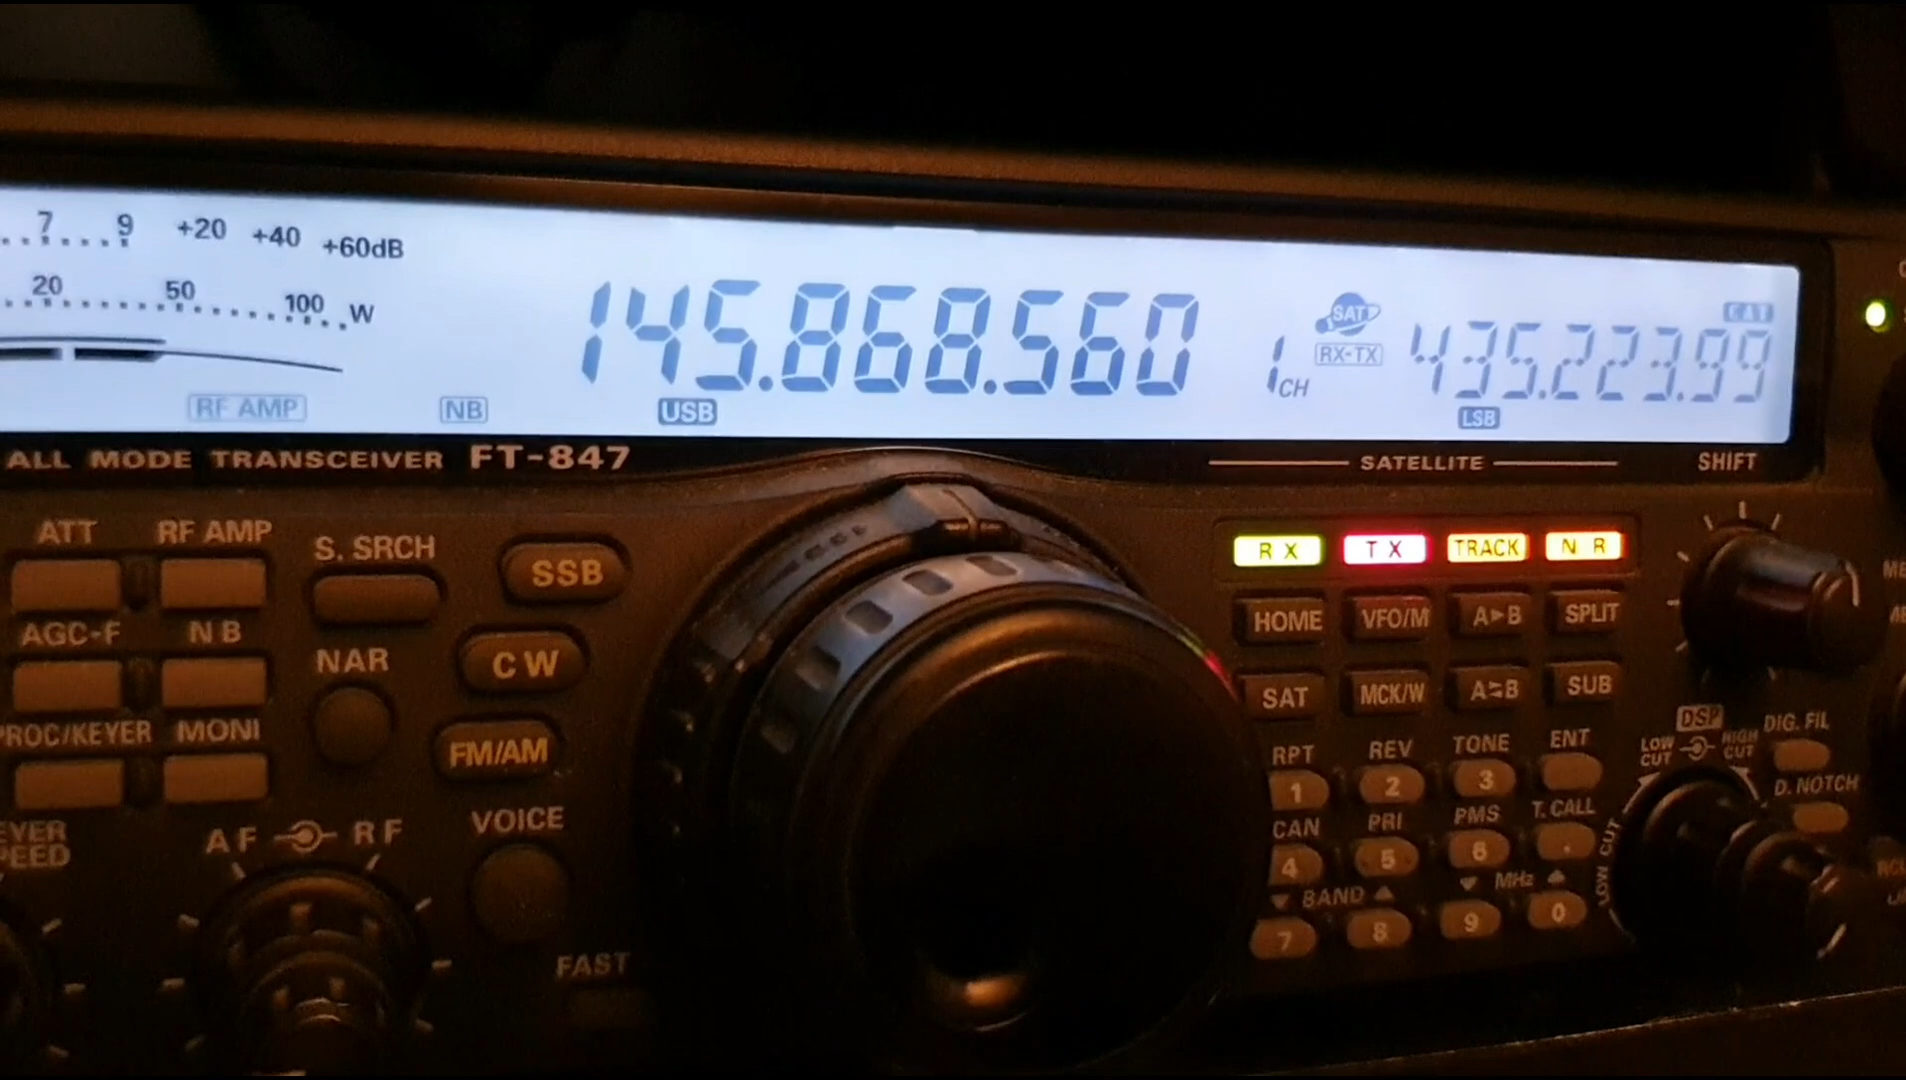 7 9 +20 +40 +60dB
20 50 100 W
145.868.560
1CH
SAT
RX-TX
CAT
435.223.99
RF AMP NB USB LSB
ALL MODE TRANSCEIVER FT-847
SATELLITE SHIFT
RX TX TRACK NR
ATT RF AMP
S. SRCH
SSB
HOME VFO/M A▶B SPLIT
AGC-F NB
NAR
CW
SAT MCK/W A⇆B SUB
PROC/KEYER MONI
FM/AM
RPT REV TONE ENT
1 2 3
CAN PRI PMS T.CALL
4 5 6 .
▼ BAND ▲ ▼ MHz ▲
7 8 9 0
DSP
LOW CUT HIGH CUT
DIG. FIL
D. NOTCH
LOW CUT
AF RF
VOICE
FAST